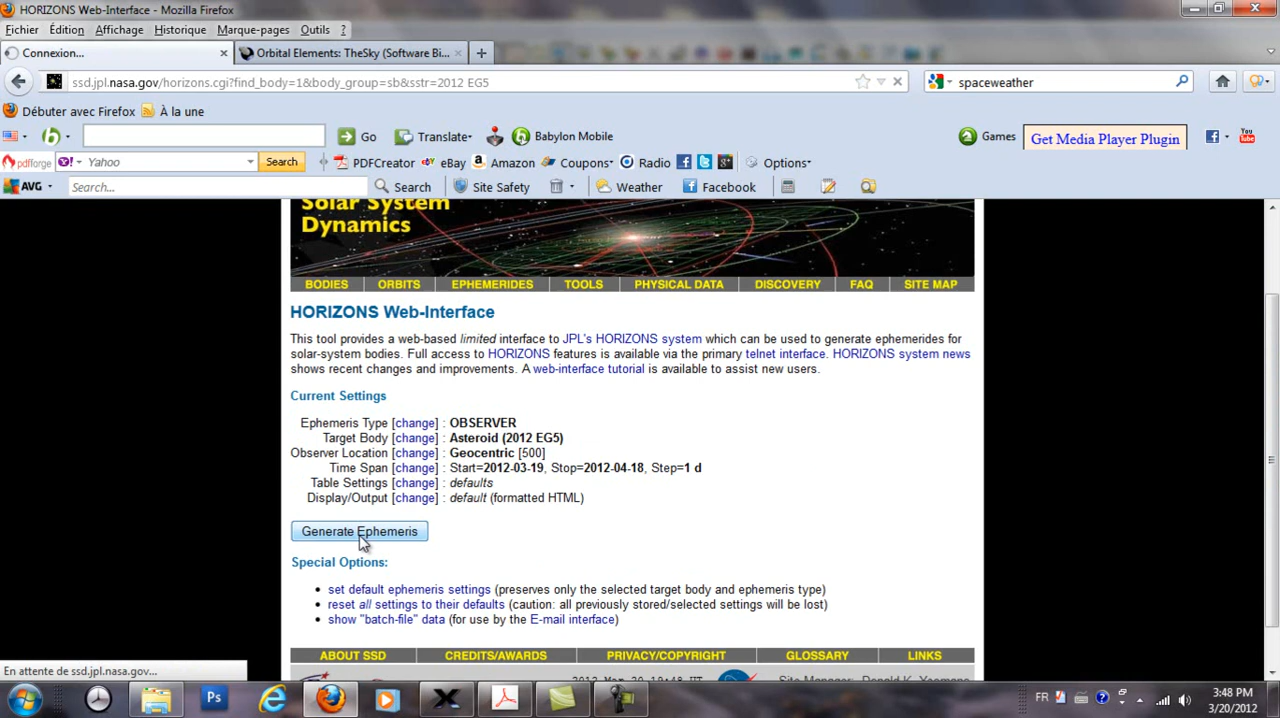 HORIZONS Web-Interface - Mozilla Firefox
Fichier Édition Affichage Historique Marque-pages Outils ?
Connexion... × Orbital Elements: TheSky (Software Bi... × +
ssd.jpl.nasa.gov/horizons.cgi?find_body=1&body_group=sb&sstr=2012 EG5 spaceweather
Débuter avec Firefox À la une
Go Translate Babylon Mobile Games Get Media Player Plugin
pdfforge Yahoo Search PDFCreator eBay Amazon Coupons Radio Options
AVG Search... Search Site Safety Weather Facebook
Solar System
Dynamics
BODIES ORBITS EPHEMERIDES TOOLS PHYSICAL DATA DISCOVERY FAQ SITE MAP
HORIZONS Web-Interface
This tool provides a web-based limited interface to JPL's HORIZONS system which can be used to generate ephemerides for
solar-system bodies. Full access to HORIZONS features is available via the primary telnet interface. HORIZONS system news
shows recent changes and improvements. A web-interface tutorial is available to assist new users.
Current Settings
Ephemeris Type [change] : OBSERVER
Target Body [change] : Asteroid (2012 EG5)
Observer Location [change] : Geocentric [500]
Time Span [change] : Start=2012-03-19, Stop=2012-04-18, Step=1 d
Table Settings [change] : defaults
Display/Output [change] : default (formatted HTML)
Generate Ephemeris
Special Options:
• set default ephemeris settings (preserves only the selected target body and ephemeris type)
• reset all settings to their defaults (caution: all previously stored/selected settings will be lost)
• show "batch-file" data (for use by the E-mail interface)
ABOUT SSD CREDITS/AWARDS PRIVACY/COPYRIGHT GLOSSARY LINKS
En attente de ssd.jpl.nasa.gov...
Ps FR 3:48 PM
3/20/2012